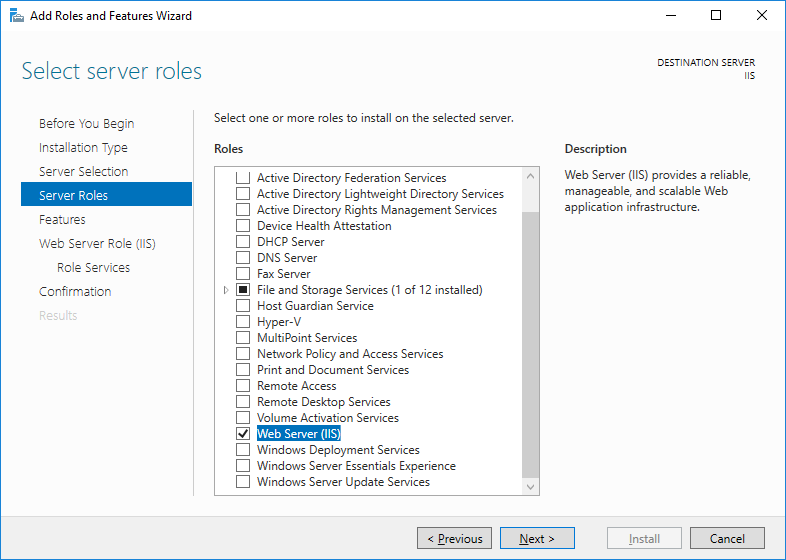 Add Roles and Features Wizard
Select server roles
DESTINATION SERVER
IIS
Before You Begin
Installation Type
Server Selection
Server Roles
Features
Web Server Role (IIS)
Role Services
Confirmation
Results
Select one or more roles to install on the selected server.
Roles
Active Directory Federation Services
Active Directory Lightweight Directory Services
Active Directory Rights Management Services
Device Health Attestation
DHCP Server
DNS Server
Fax Server
File and Storage Services (1 of 12 installed)
Host Guardian Service
Hyper-V
MultiPoint Services
Network Policy and Access Services
Print and Document Services
Remote Access
Remote Desktop Services
Volume Activation Services
Web Server (IIS)
Windows Deployment Services
Windows Server Essentials Experience
Windows Server Update Services
Description
Web Server (IIS) provides a reliable,
manageable, and scalable Web
application infrastructure.
< Previous
Next >
Install
Cancel